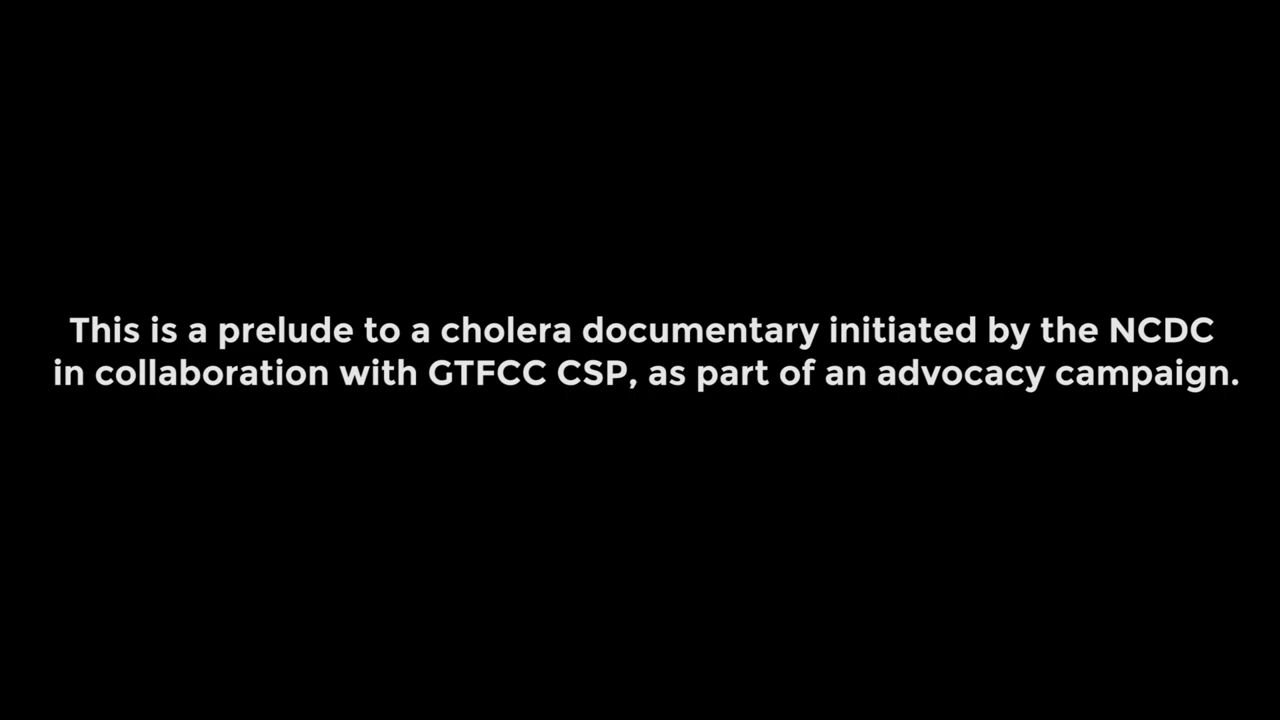 This is a prelude to a cholera documentary initiated by the NCDC
in collaboration with GTFCC CSP, as part of an advocacy campaign.